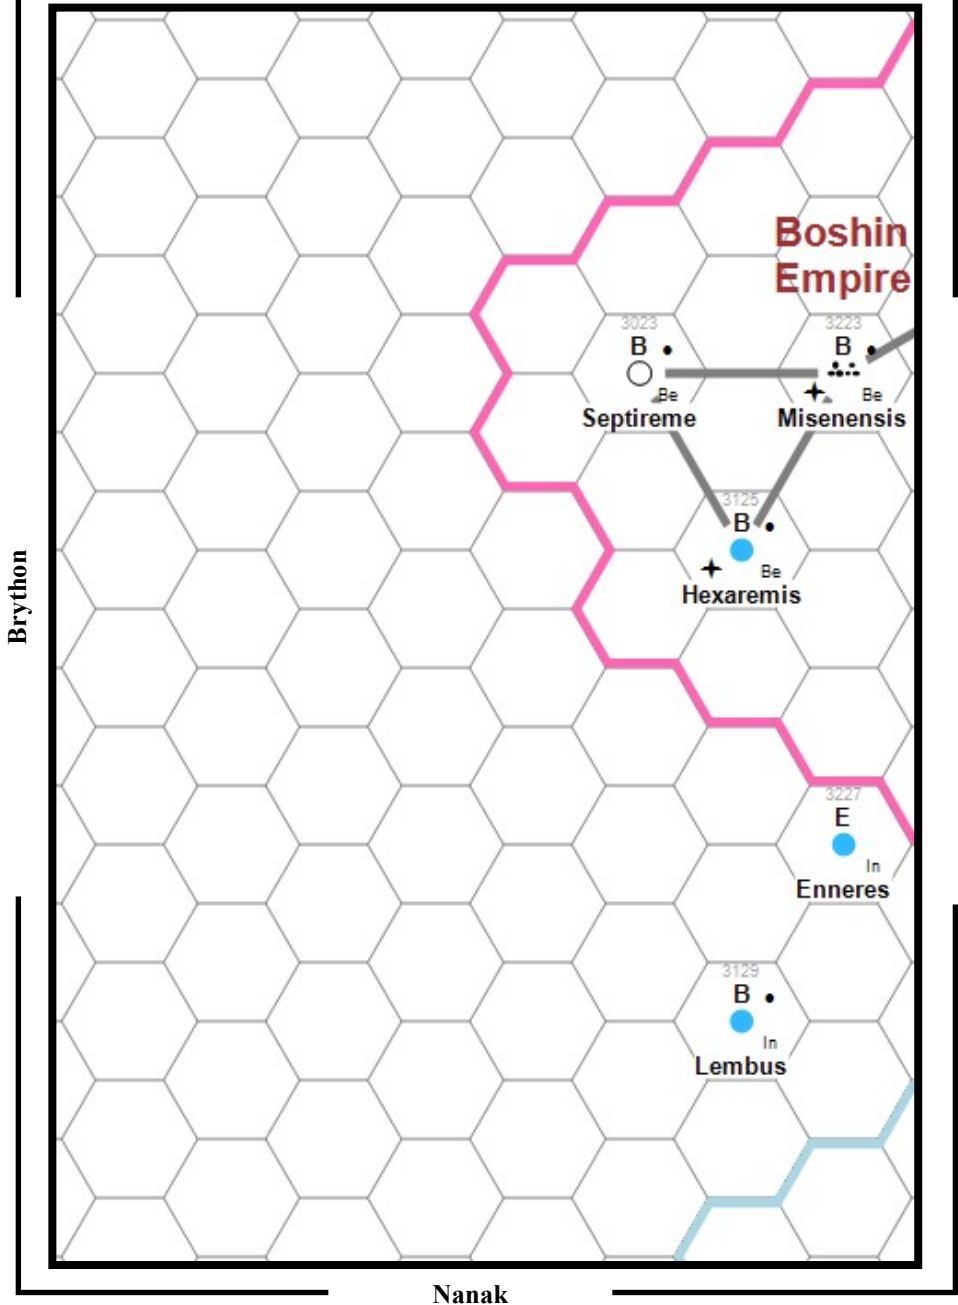 Boshin
Empire
3023
B
Be
Septireme
3223
B
Be
Misenensis
3125
B
Be
Hexaremis
Brython
3227
E
In
Enneres
3129
B
In
Lembus
Nanak